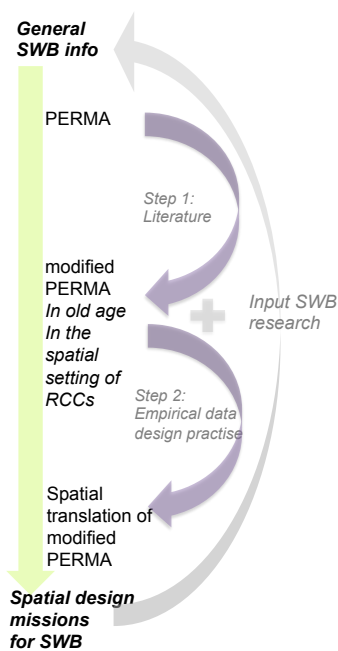 General
SWB info
PERMA
Step 1:
Literature
modified
PERMA
In old age
In the
spatial
setting of
RCCs
Input SWB
research
Step 2:
Empirical data
design practise
Spatial
translation of
modified
PERMA
Spatial design
missions
for SWB